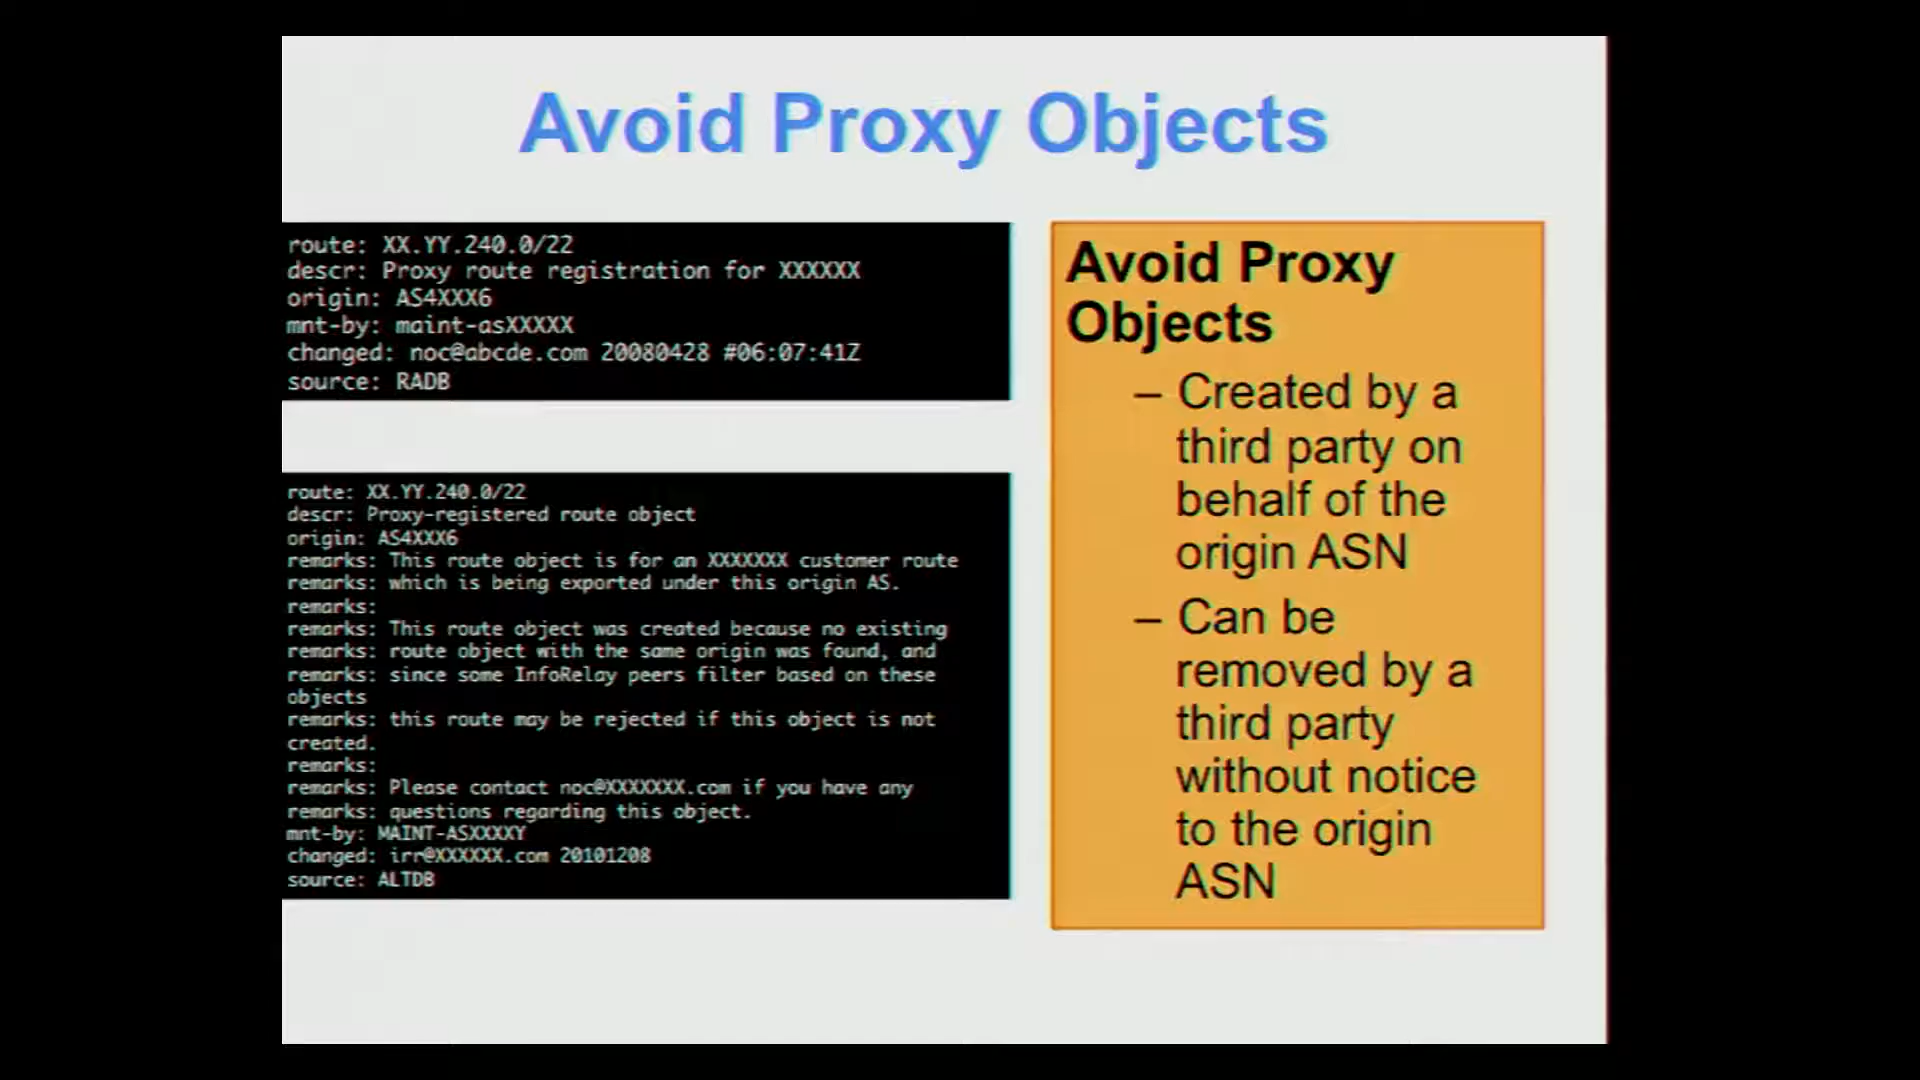 Avoid Proxy Objects
route: XX.YY.240.0/22
descr: Proxy route registration for XXXXXX
origin: AS4XXX6
mnt-by: maint-asXXXXX
changed: noc@abcde.com 20080428 #06:07:41Z
source: RADB
route: XX.YY.240.0/22
descr: Proxy-registered route object
origin: AS4XXX6
remarks: This route object is for an XXXXXXX customer route
remarks: which is being exported under this origin AS.
remarks:
remarks: This route object was created because no existing
remarks: route object with the same origin was found, and
remarks: since some InfoRelay peers filter based on these
objects
remarks: this route may be rejected if this object is not
created.
remarks:
remarks: Please contact noc@XXXXXXX.com if you have any
remarks: questions regarding this object.
mnt-by: MAINT-ASXXXXY
changed: irr@XXXXXX.com 20101208
source: ALTDB
Avoid Proxy
Objects
– Created by a
third party on
behalf of the
origin ASN
– Can be
removed by a
third party
without notice
to the origin
ASN